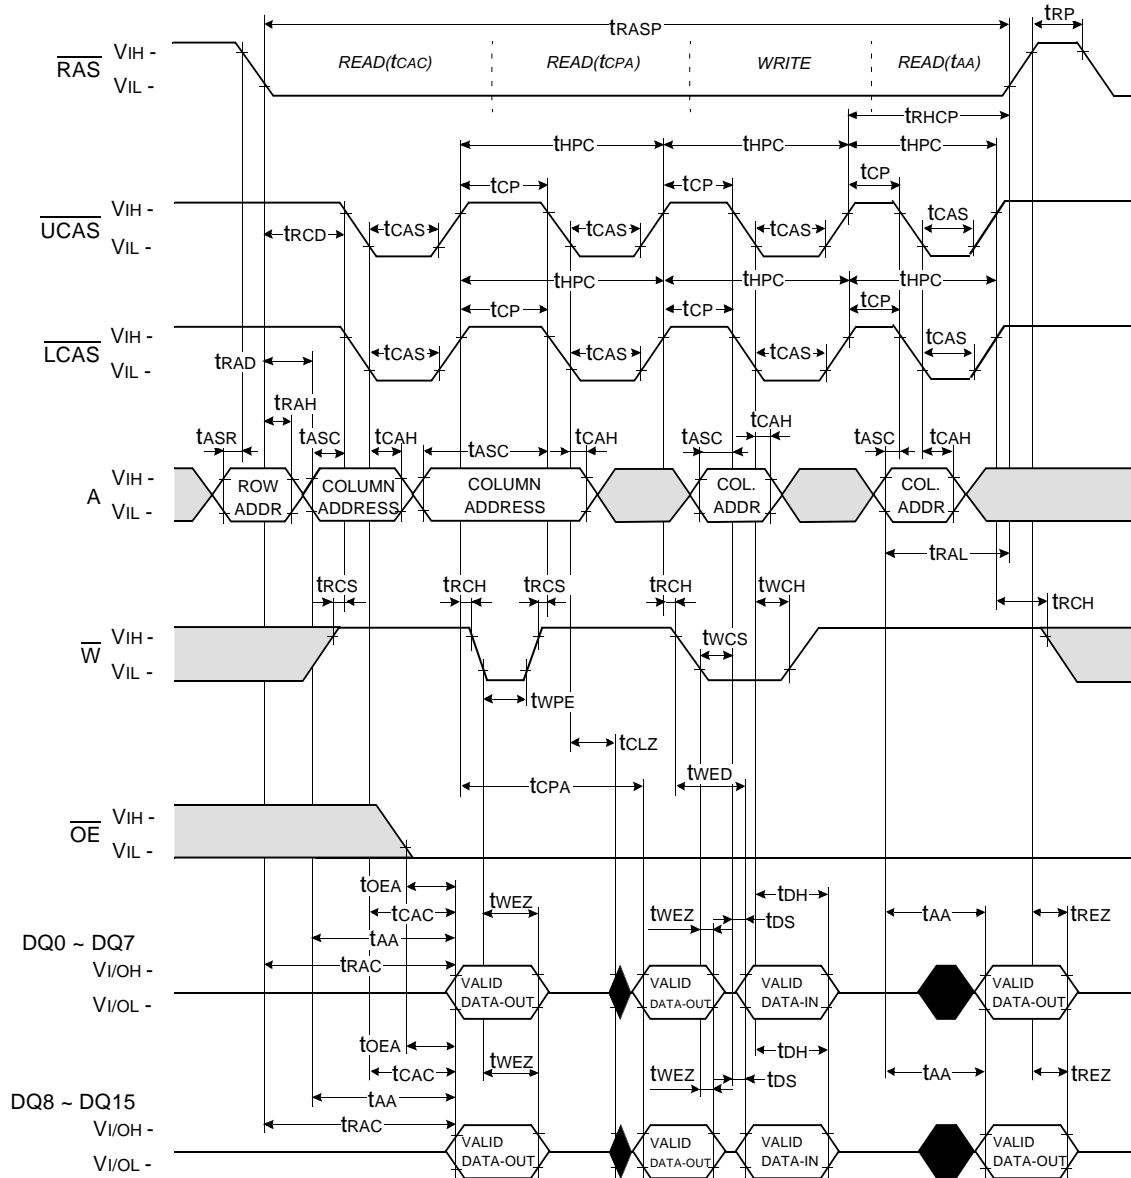 tRASP
tRP
RAS
VIH -
VIL -
READ(tCAC)
READ(tCPA)
WRITE
READ(tAA)
tRHCP
tHPC
tHPC
tHPC
tCP
tCP
tCP
UCAS
VIH -
VIL -
tRCD
tCAS
tCAS
tCAS
tCAS
tHPC
tHPC
tHPC
tCP
tCP
tCP
LCAS
VIH -
VIL -
tRAD
tCAS
tCAS
tCAS
tCAS
tRAH
tASR
tASC
tCAH
tASC
tCAH
tASC
tCAH
tASC
tCAH
A
VIH -
VIL -
ROW
ADDR
COLUMN
ADDRESS
COLUMN
ADDRESS
COL.
ADDR
COL.
ADDR
tRAL
tRCS
tRCH
tRCS
tRCH
tWCH
tRCH
W
VIH -
VIL -
tWCS
tWPE
tCLZ
tCPA
tWED
OE
VIH -
VIL -
tOEA
tCAC
tAA
tRAC
tWEZ
tWEZ
tDH
tDS
tAA
tREZ
DQ0 ~ DQ7
VI/OH -
VI/OL -
VALID
DATA-OUT
VALID
DATA-OUT
VALID
DATA-IN
VALID
DATA-OUT
tOEA
tCAC
tAA
tRAC
tWEZ
tWEZ
tDH
tDS
tAA
tREZ
DQ8 ~ DQ15
VI/OH -
VI/OL -
VALID
DATA-OUT
VALID
DATA-OUT
VALID
DATA-IN
VALID
DATA-OUT